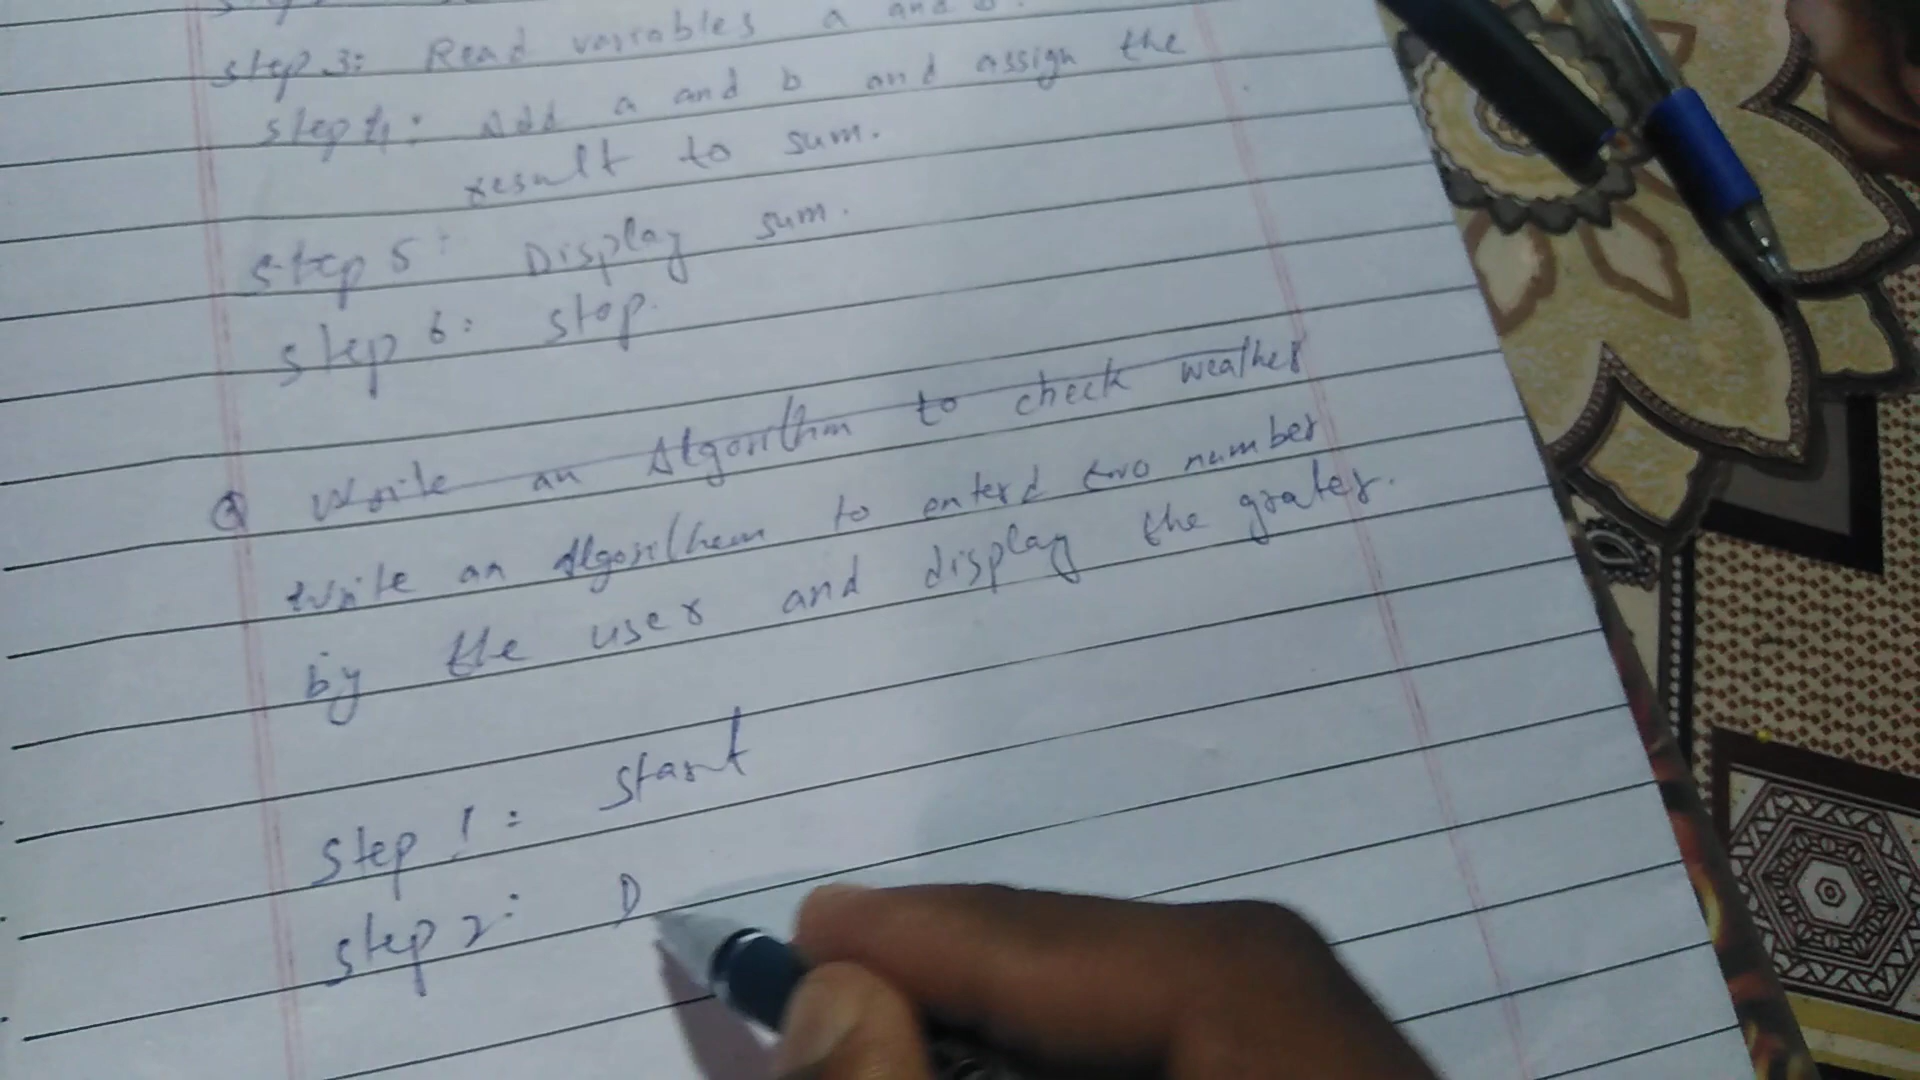 step 3: Read variables a and b.
step 4: Add a and b and assign the
result to sum.
step 5: Display sum.
step 6: stop.
Q Write an Algorithm to check weather
Write an Algorithem to enterd two number
by the user and display the grater.
Step 1: Start
Step 2: D